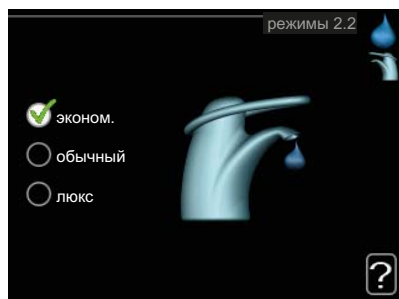 режимы 2.2
эконом.
обычный
люкс
?